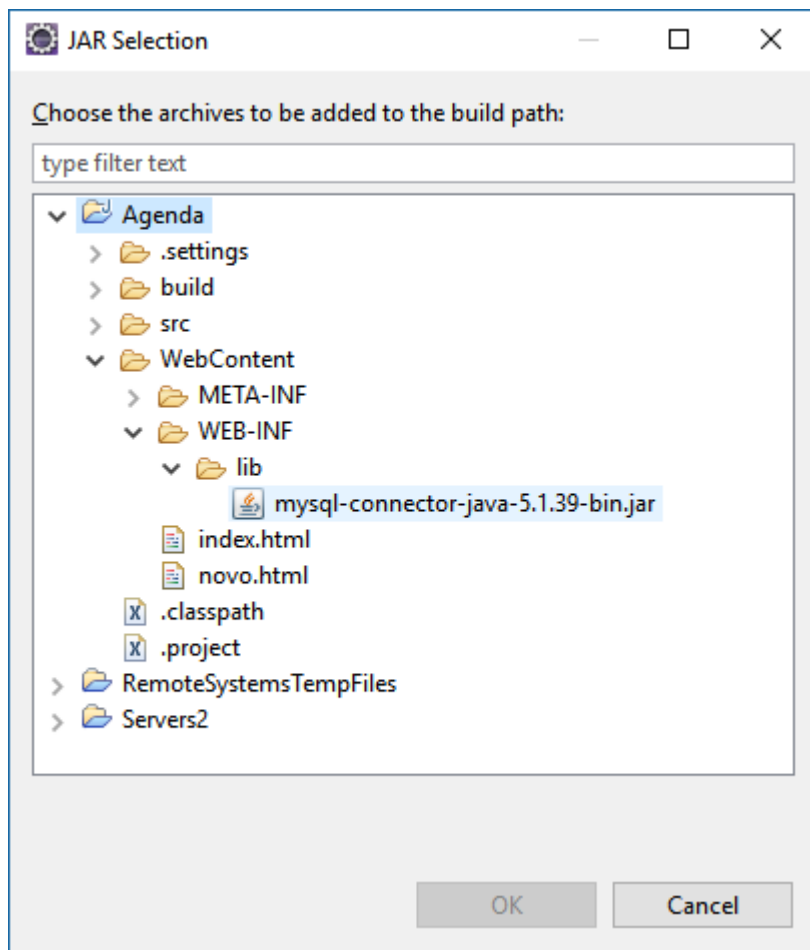 JAR Selection
Choose the archives to be added to the build path:
type filter text
Agenda
.settings
build
src
WebContent
META-INF
WEB-INF
lib
mysql-connector-java-5.1.39-bin.jar
index.html
novo.html
.classpath
.project
RemoteSystemsTempFiles
Servers2
OK Cancel